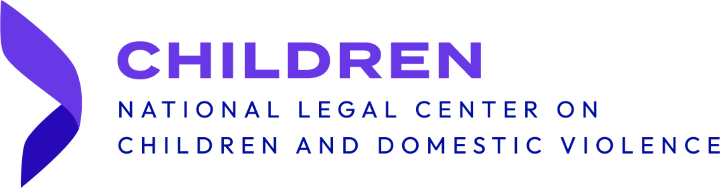 CHILDREN
NATIONAL LEGAL CENTER ON
CHILDREN AND DOMESTIC VIOLENCE